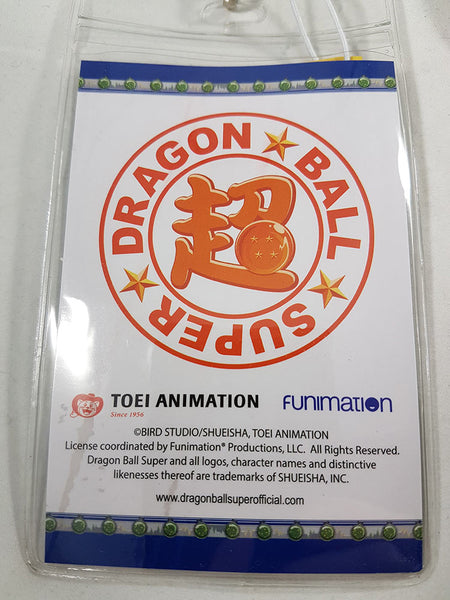 DRAGON BALL
SUPER
超
TOEI ANIMATION
Since 1956
FUNIMATION
©BIRD STUDIO/SHUEISHA, TOEI ANIMATION
License coordinated by Funimation® Productions, LLC.  All Rights Reserved.
Dragon Ball Super and all logos, character names and distinctive
likenesses thereof are trademarks of SHUEISHA, INC.
www.dragonballsuperofficial.com